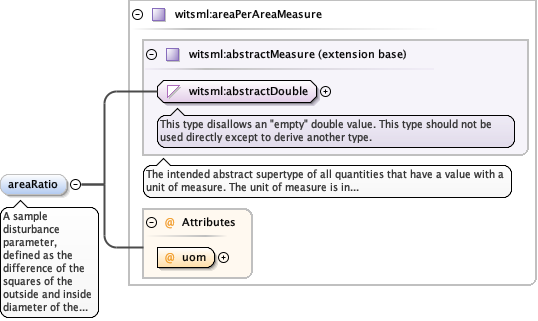 witsml:areaPerAreaMeasure
witsml:abstractMeasure (extension base)
witsml:abstractDouble
This type disallows an "empty" double value. This type should not be
used directly except to derive another type.
The intended abstract supertype of all quantities that have a value with a
unit of measure. The unit of measure is in...
areaRatio
A sample
disturbance
parameter,
defined as the
difference of the
squares of the
outside and inside
diameter of the...
@ Attributes
@ uom